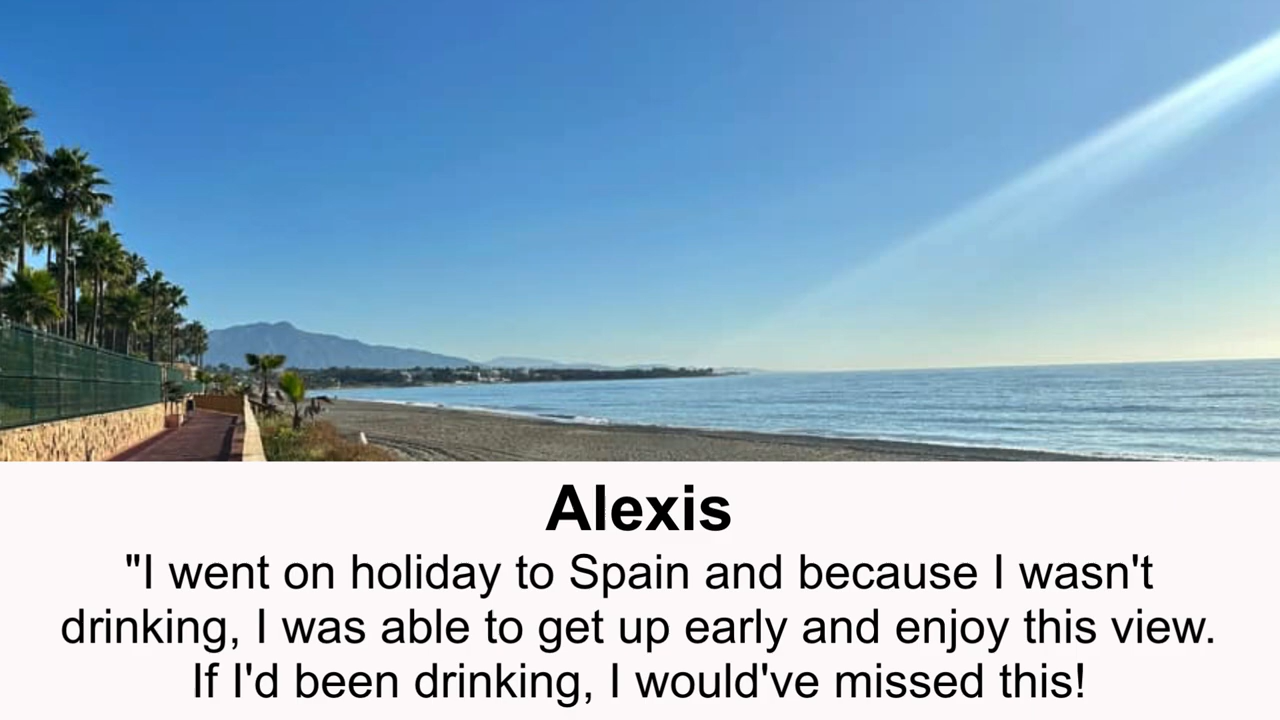 Alexis
"I went on holiday to Spain and because I wasn't
drinking, I was able to get up early and enjoy this view.
If I'd been drinking, I would've missed this!